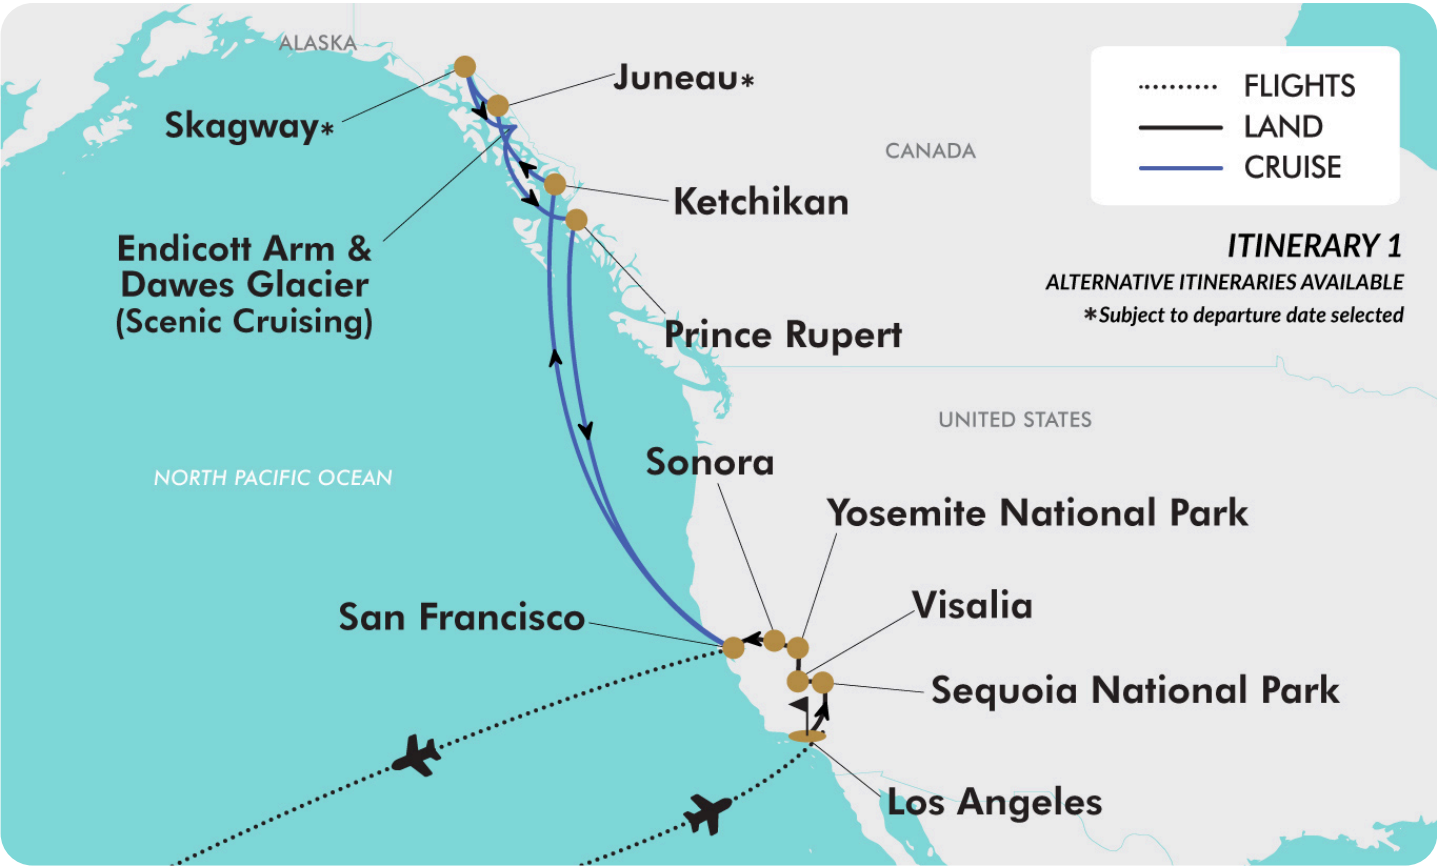 ALASKA
Juneau*
Skagway*
CANADA
FLIGHTS
LAND
CRUISE
Ketchikan
ITINERARY 1
ALTERNATIVE ITINERARIES AVAILABLE
*Subject to departure date selected
Endicott Arm &
Dawes Glacier
(Scenic Cruising)
Prince Rupert
UNITED STATES
NORTH PACIFIC OCEAN
Sonora
Yosemite National Park
San Francisco
Visalia
Sequoia National Park
Los Angeles